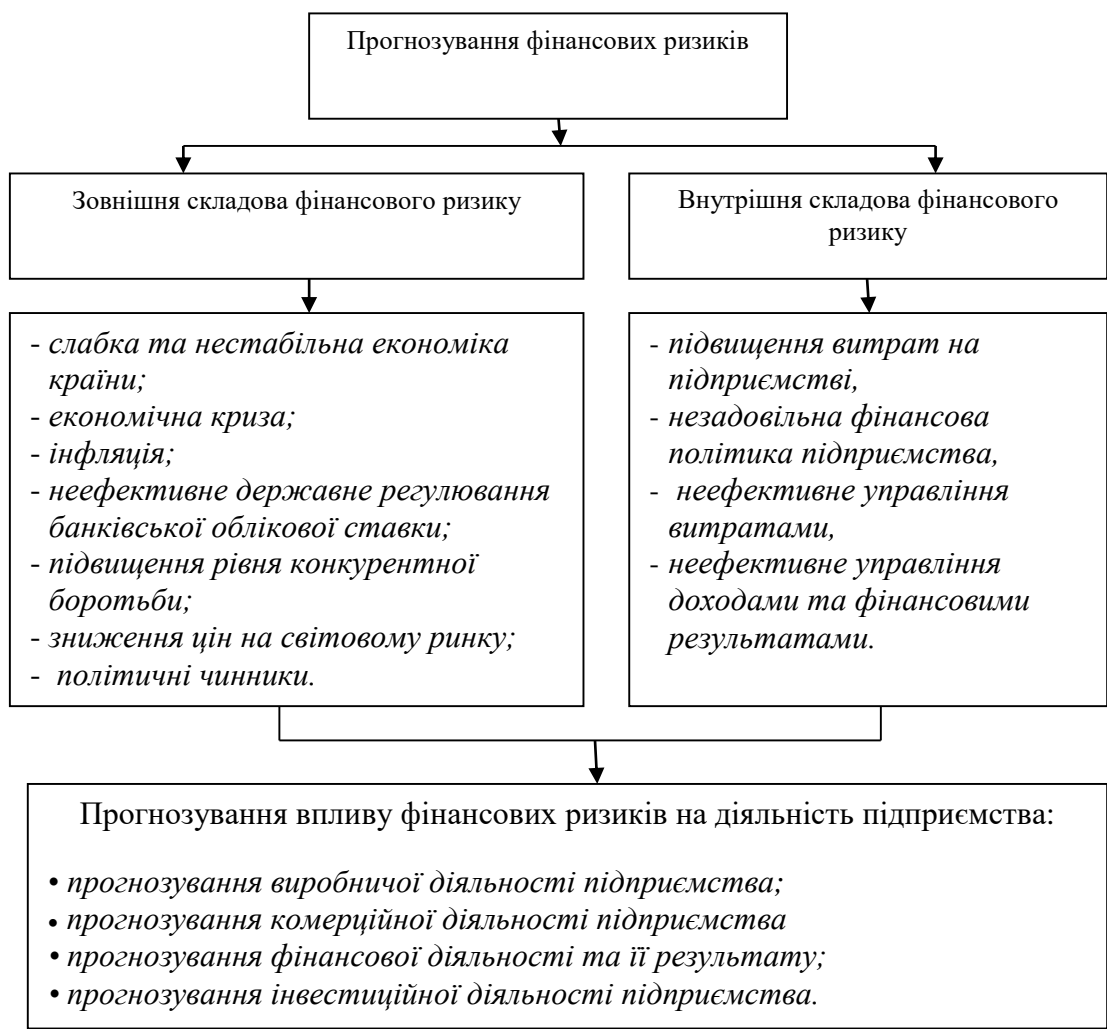 Прогнозування фінансових ризиків
Зовнішня складова фінансового ризику
Внутрішня складова фінансового
ризику
- слабка та нестабільна економіка
країни;
- економічна криза;
- інфляція;
- неефективне державне регулювання
банківської облікової ставки;
- підвищення рівня конкурентної
боротьби;
- зниження цін на світовому ринку;
- політичні чинники.
- підвищення витрат на
підприємстві,
- незадовільна фінансова
політика підприємства,
- неефективне управління
витратами,
- неефективне управління
доходами та фінансовими
результатами.
Прогнозування впливу фінансових ризиків на діяльність підприємства:
• прогнозування виробничої діяльності підприємства;
• прогнозування комерційної діяльності підприємства
• прогнозування фінансової діяльності та її результату;
• прогнозування інвестиційної діяльності підприємства.